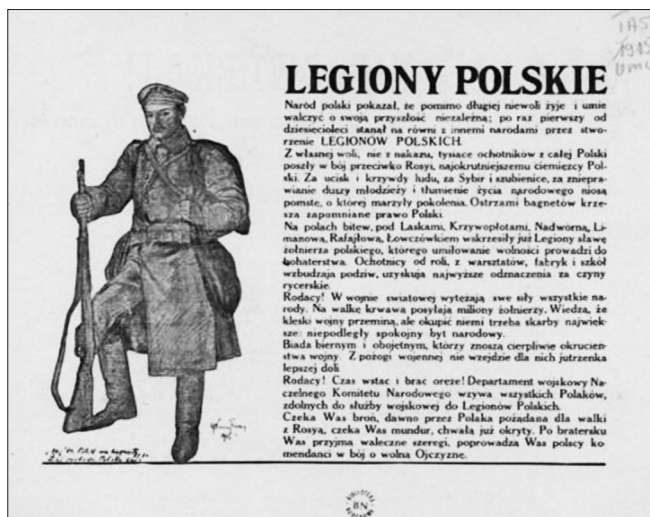 LEGIONY POLSKIE
Naród polski pokazał, że pomimo długiej niewoli żyje i umie
walczyć o swoją przyszłość niezależną; po raz pierwszy od
dziesięcioleci stanął na równi z innemi narodami przez stwo-
rzenie LEGIONÓW POLSKICH.
Z własnej woli, nie z nakazu, tysiące ochotników z całej Polski
poszły w bój przeciwko Rosyi, najokrutniejszemu ciemięzcy Pol-
ski. Za ucisk i krzywdy ludu, za Sybir i szubienice, za zniepra-
wianie duszy młodzieży i tłumienie życia narodowego niosą
pomstę, o której marzyły pokolenia. Ostrzami bagnetów krze-
szą zapomniane prawo Polski.
Na polach bitew, pod Laskami, Krzywopłotami, Nadwórną, Li-
manową, Rafajłową, Łowczówkiem wskrzesiły już Legiony sławę
żołnierza polskiego, którego umiłowanie wolności prowadzi do
bohaterstwa. Ochotnicy od roli, z warsztatów, fabryk i szkół
wzbudzają podziw, uzyskują najwyższe odznaczenia za czyny
rycerskie.
Rodacy! W wojnie światowej wytężają swe siły wszystkie na-
rody. Na walkę krwawą posyłają miliony żołnierzy. Wiedzą, że
klęski wojny przeminą, ale okupić niemi trzeba skarby najwięk-
sze: niepodległy spokojny byt narodowy.
Biada biernym i obojętnym, którzy znoszą cierpliwie okrucień-
stwa wojny. Z pożogi wojennej nie wzejdzie dla nich jutrzenka
lepszej doli
Rodacy! Czas wstać i brać oręże! Departament wojskowy Na-
czelnego Komitetu Narodowego wzywa wszystkich Polaków,
zdolnych do służby wojskowej do Legionów Polskich.
Czeka Was broń, dawno przez Polaka pożądana dla walki
z Rosyą, czeka Was mundur, chwałą już okryty. Po bratersku
Was przyjmą waleczne szeregi, poprowadzą Was polscy ko-
mendanci w bój o wolną Ojczyznę.
BIBLIOTEKA
BN